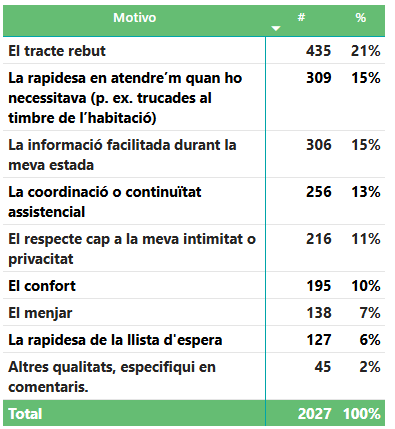 Motivo # %
El tracte rebut 435 21%
La rapidesa en atendre’m quan ho
necessitava (p. ex. trucades al
timbre de l’habitació) 309 15%
La informació facilitada durant la
meva estada 306 15%
La coordinació o continuïtat
assistencial 256 13%
El respecte cap a la meva intimitat o
privacitat 216 11%
El confort 195 10%
El menjar 138 7%
La rapidesa de la llista d'espera 127 6%
Altres qualitats, especifiqui en
comentaris. 45 2%
Total 2027 100%